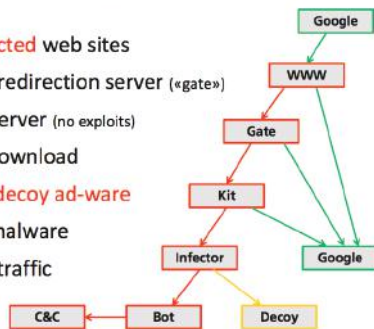 Google
cted web sites
WWW
redirection server («gate»)
erver (no exploits)
Gate
ownload
decoy ad-ware
Kit
nalware
traffic
Infector
Google
C&C
Bot
Decoy